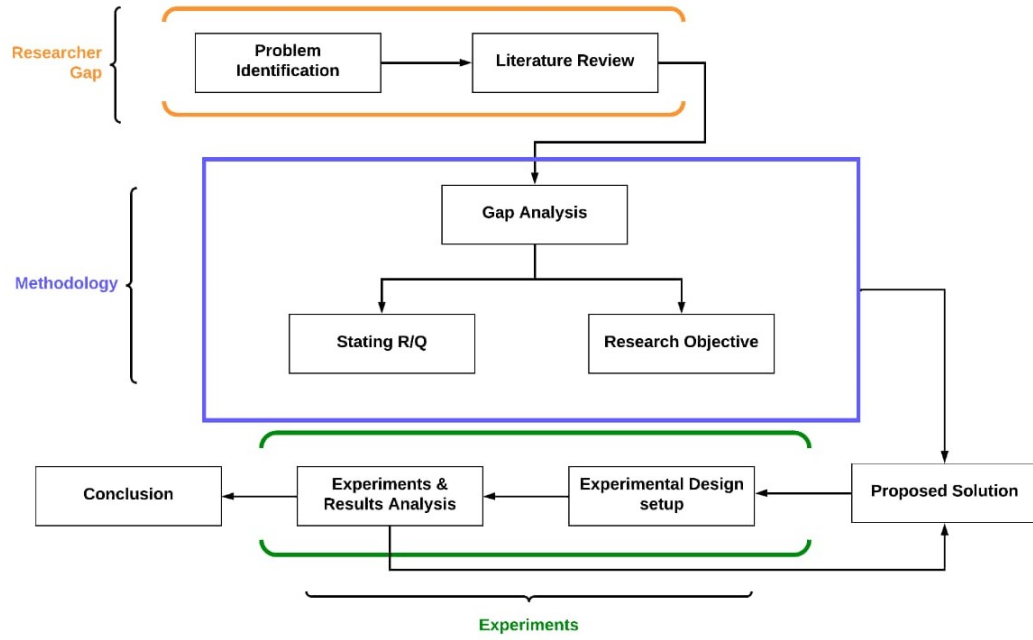 Researcher
Gap
Problem
Identification
Literature Review
Methodology
Gap Analysis
Stating R/Q
Research Objective
Conclusion
Experiments &
Results Analysis
Experimental Design
setup
Proposed Solution
Experiments